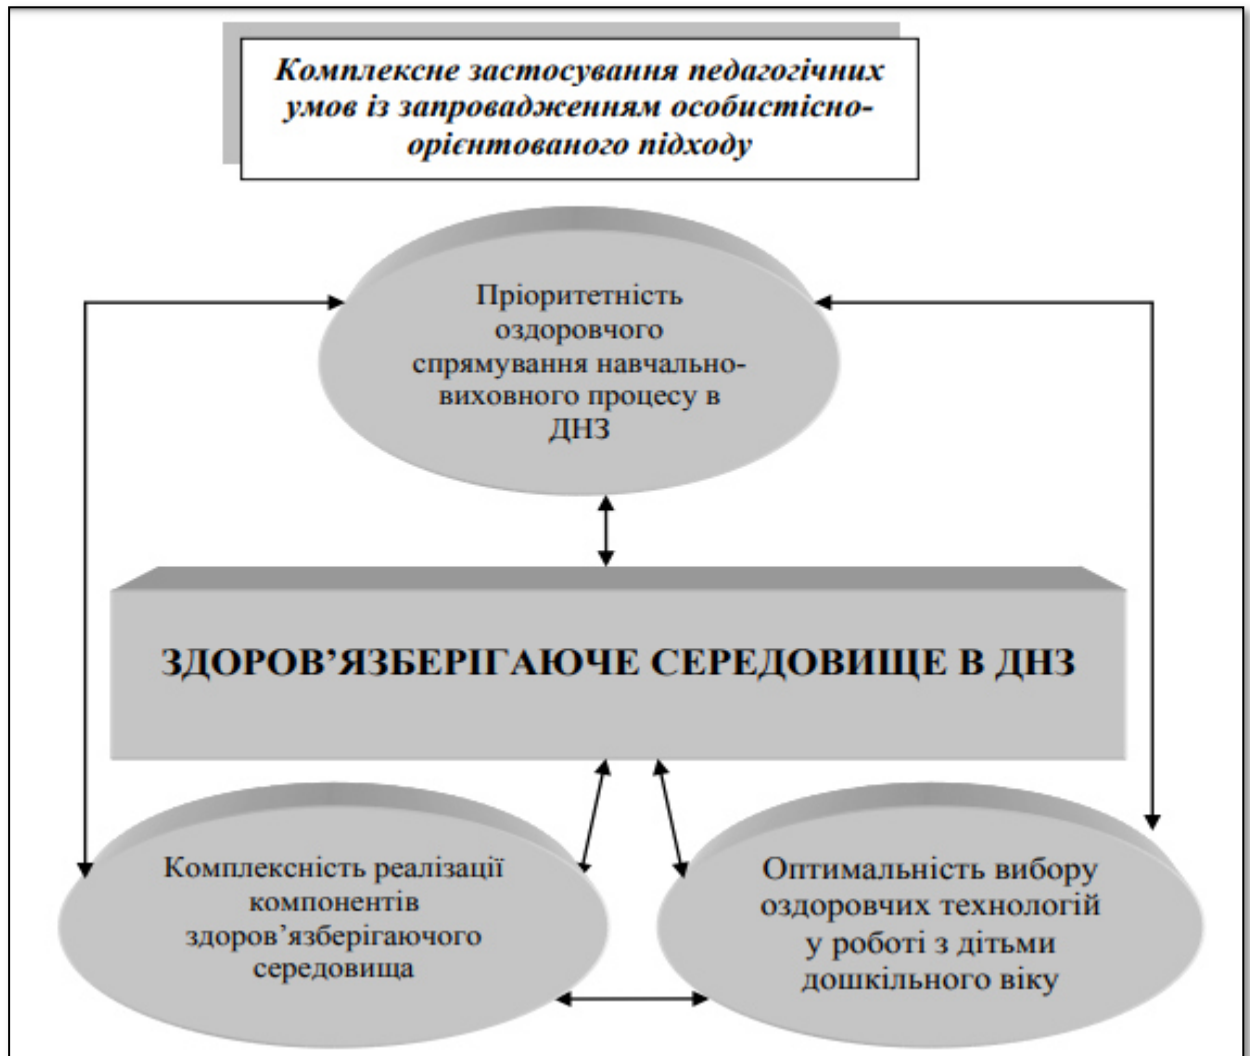 Комплексне застосування педагогічних
умов із запровадженням особистісно-
орієнтованого підходу
Пріоритетність
оздоровчого
спрямування навчально-
виховного процесу в
ДНЗ
ЗДОРОВ’ЯЗБЕРІГАЮЧЕ СЕРЕДОВИЩЕ В ДНЗ
Комплексність реалізації
компонентів
здоров’язберігаючого
середовища
Оптимальність вибору
оздоровчих технологій
у роботі з дітьми
дошкільного віку